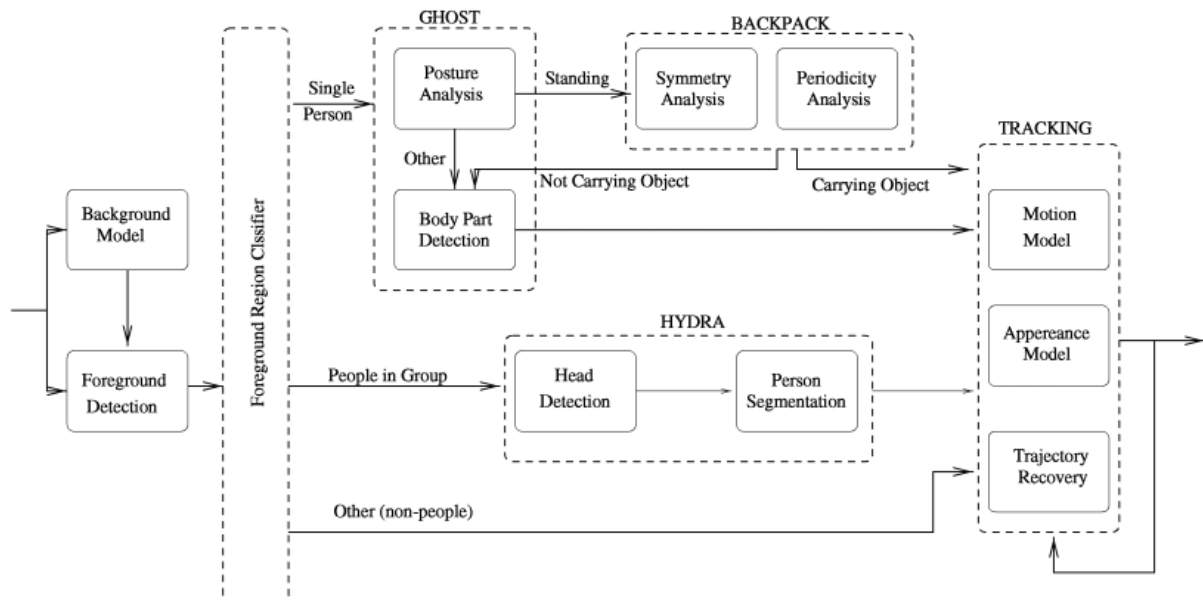 GHOST
BACKPACK
Posture
Analysis
Standing
Symmetry
Analysis
Periodicity
Analysis
Single
Person
Other
Not Carrying Object
Carrying Object
TRACKING
Background
Model
Body Part
Detection
Motion
Model
Foreground Region Clssifier
HYDRA
Appereance
Model
Foreground
Detection
People in Group
Head
Detection
Person
Segmentation
Trajectory
Recovery
Other (non-people)